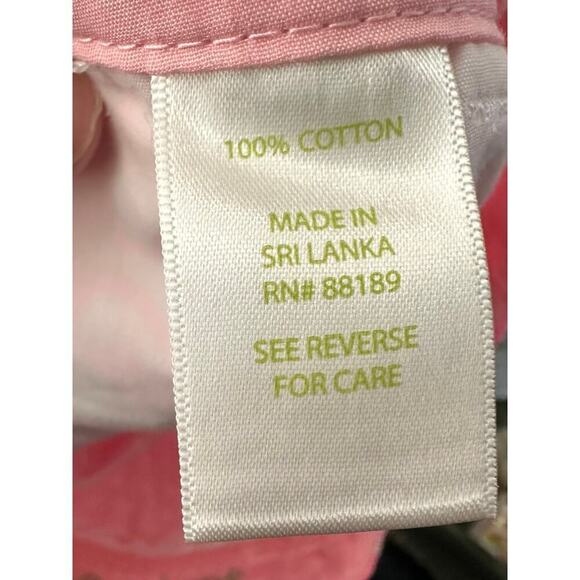 100% COTTON
MADE IN
SRI LANKA
RN# 88189
SEE REVERSE
FOR CARE